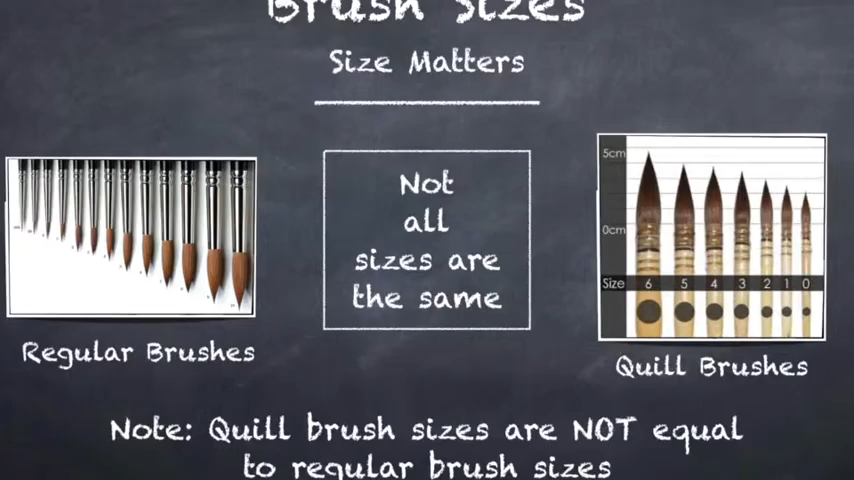 Brush Sizes
Size Matters
Not
all
sizes are
the same
5cm
0cm
Size 6 5 4 3 2 1 0
Regular Brushes
Quill Brushes
Note: Quill brush sizes are NOT equal
to regular brush sizes